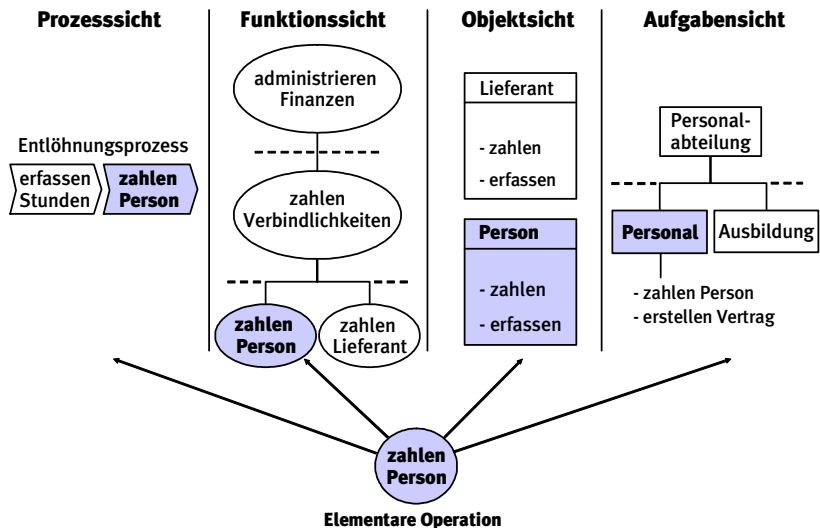 Prozesssicht
Funktionssicht
Objektsicht
Aufgabensicht
Entlöhnungsprozess
erfassen
Stunden
zahlen
Person
administrieren
Finanzen
zahlen
Verbindlichkeiten
zahlen
Person
zahlen
Lieferant
Lieferant
- zahlen
- erfassen
Person
- zahlen
- erfassen
Personal-
abteilung
Personal
Ausbildung
- zahlen Person
- erstellen Vertrag
zahlen
Person
Elementare Operation